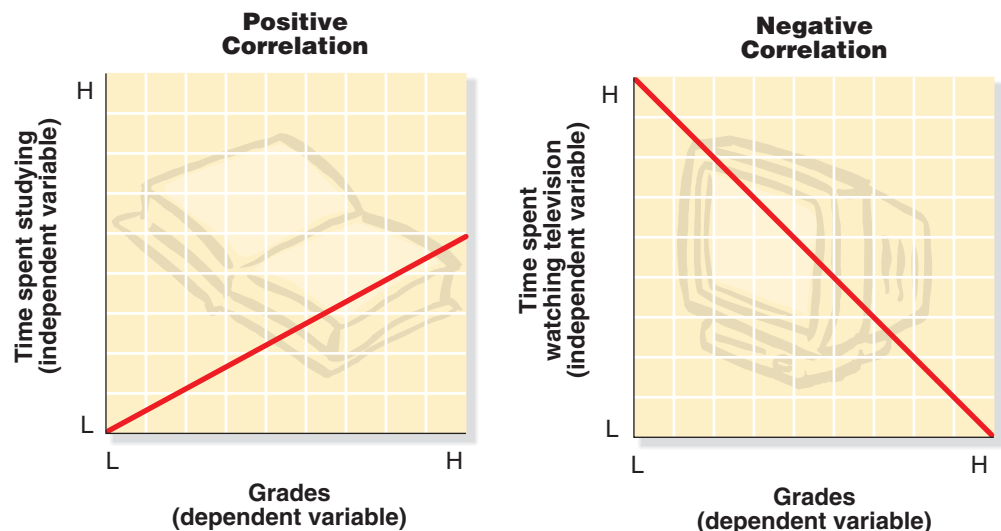 Positive
Correlation
H
Time spent studying
(independent variable)
L
L
H
Grades
(dependent variable)
Negative
Correlation
H
Time spent
watching television
(independent variable)
L
L
H
Grades
(dependent variable)